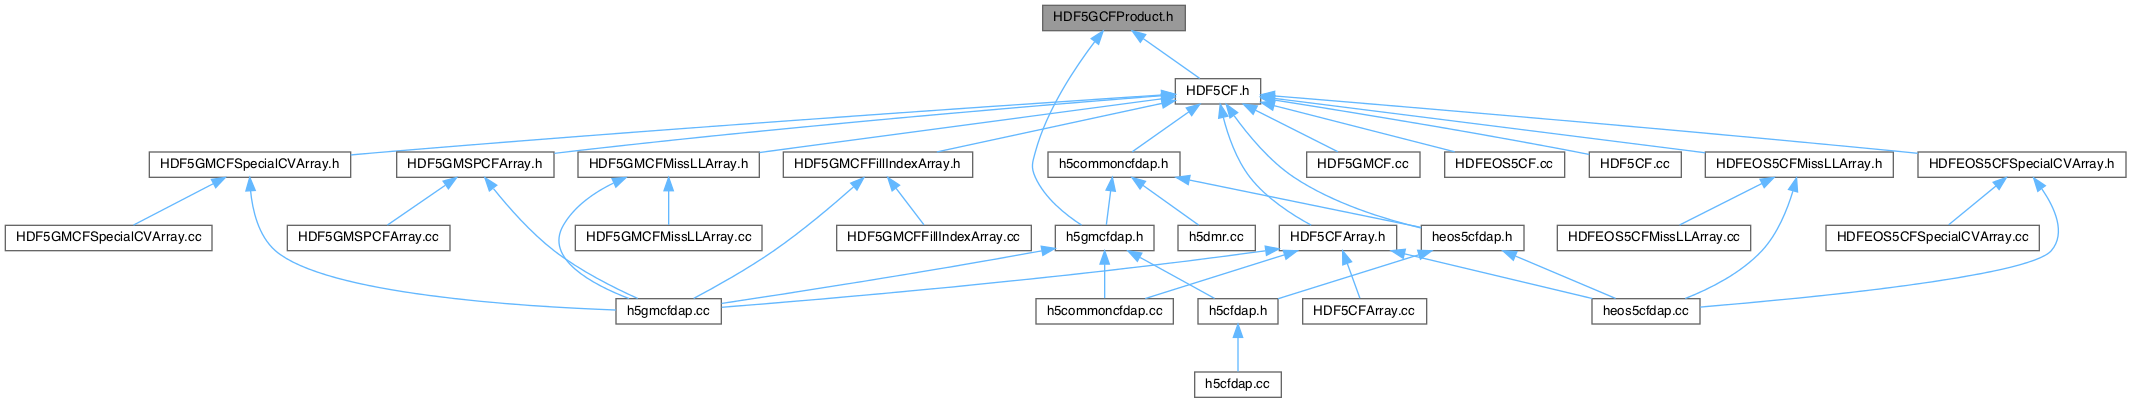 HDF5GCFProduct.h
HDF5CF.h
HDF5GMCFSpecialCVArray.h
HDF5GMSPCFArray.h
HDF5GMCFMissLLArray.h
HDF5GMCFFillIndexArray.h
h5commoncfdap.h
HDF5GMCF.cc
HDFEOS5CF.cc
HDF5CF.cc
HDFEOS5CFMissLLArray.h
HDFEOS5CFSpecialCVArray.h
HDF5GMCFSpecialCVArray.cc
HDF5GMSPCFArray.cc
HDF5GMCFMissLLArray.cc
HDF5GMCFFillIndexArray.cc
h5gmcfdap.h
h5dmr.cc
HDF5CFArray.h
heos5cfdap.h
HDFEOS5CFMissLLArray.cc
HDFEOS5CFSpecialCVArray.cc
h5gmcfdap.cc
h5commoncfdap.cc
h5cfdap.h
HDF5CFArray.cc
heos5cfdap.cc
h5cfdap.cc